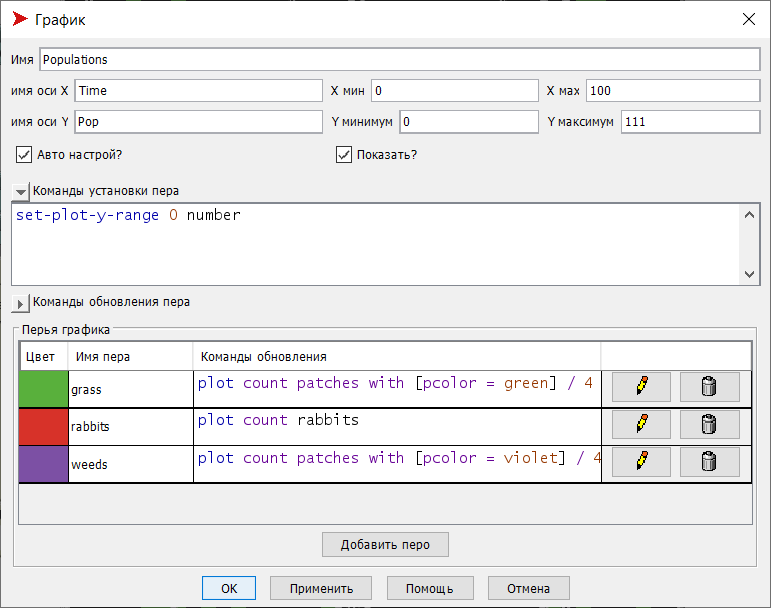 График
Имя Populations
имя оси X Time X мин 0 X max 100
имя оси Y Pop Y минимум 0 Y максимум 111
Авто настрой? Показать?
Команды установки пера
set-plot-y-range 0 number
Команды обновления пера
Перья графика
Цвет Имя пера Команды обновления
grass plot count patches with [pcolor = green] / 4
rabbits plot count rabbits
weeds plot count patches with [pcolor = violet] / 4
Добавить перо
OK Применить Помощь Отмена